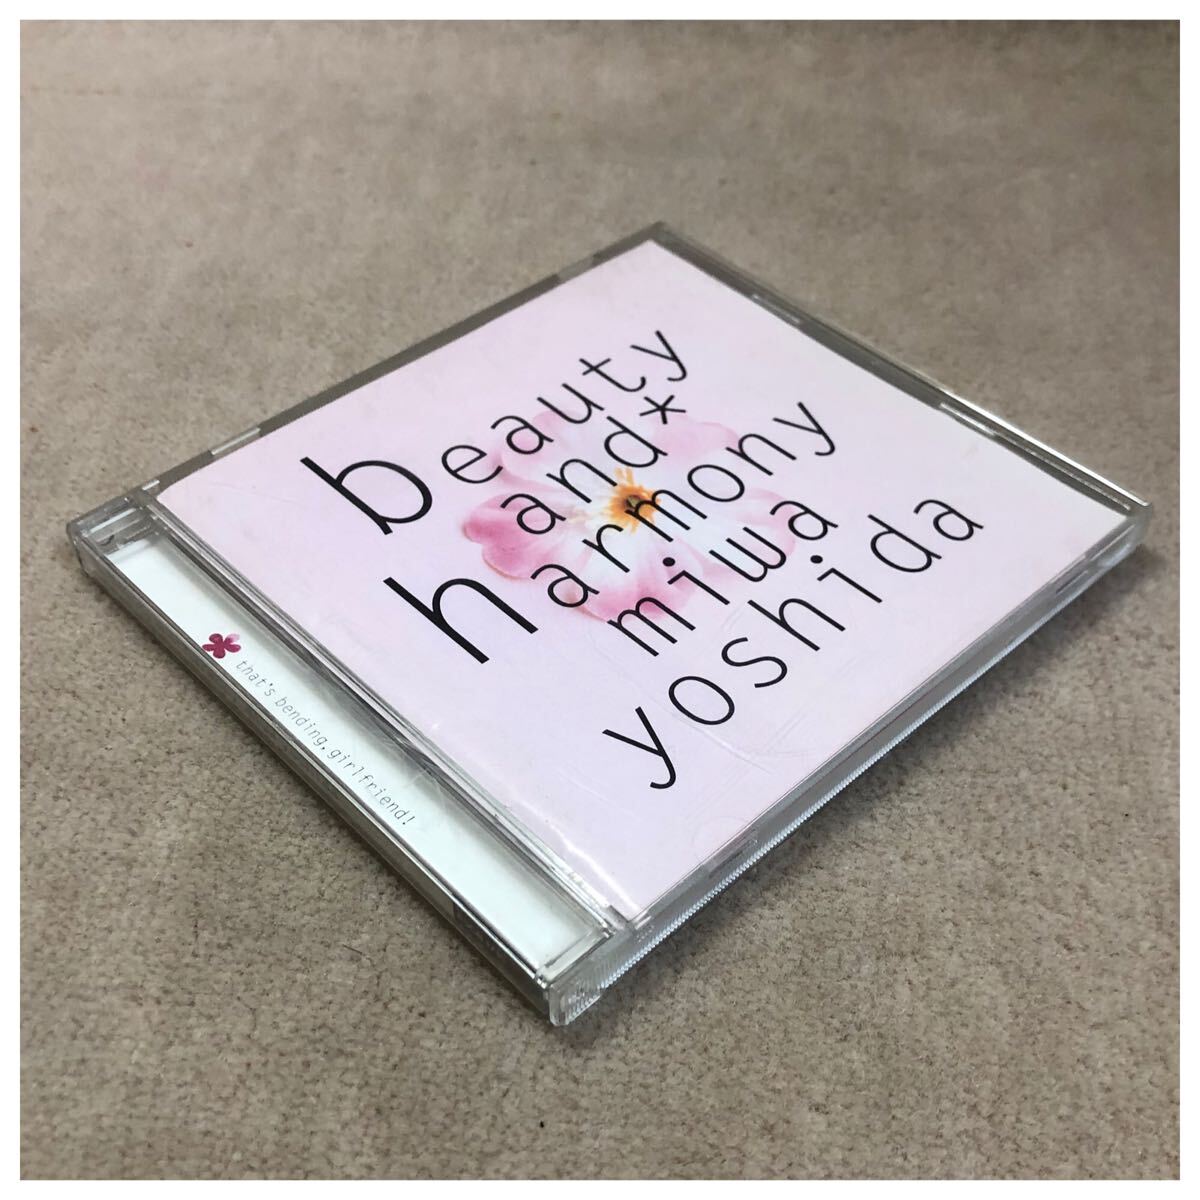 beauty
and*
harmony
miwa
yoshida
that's bending, girlfriend!